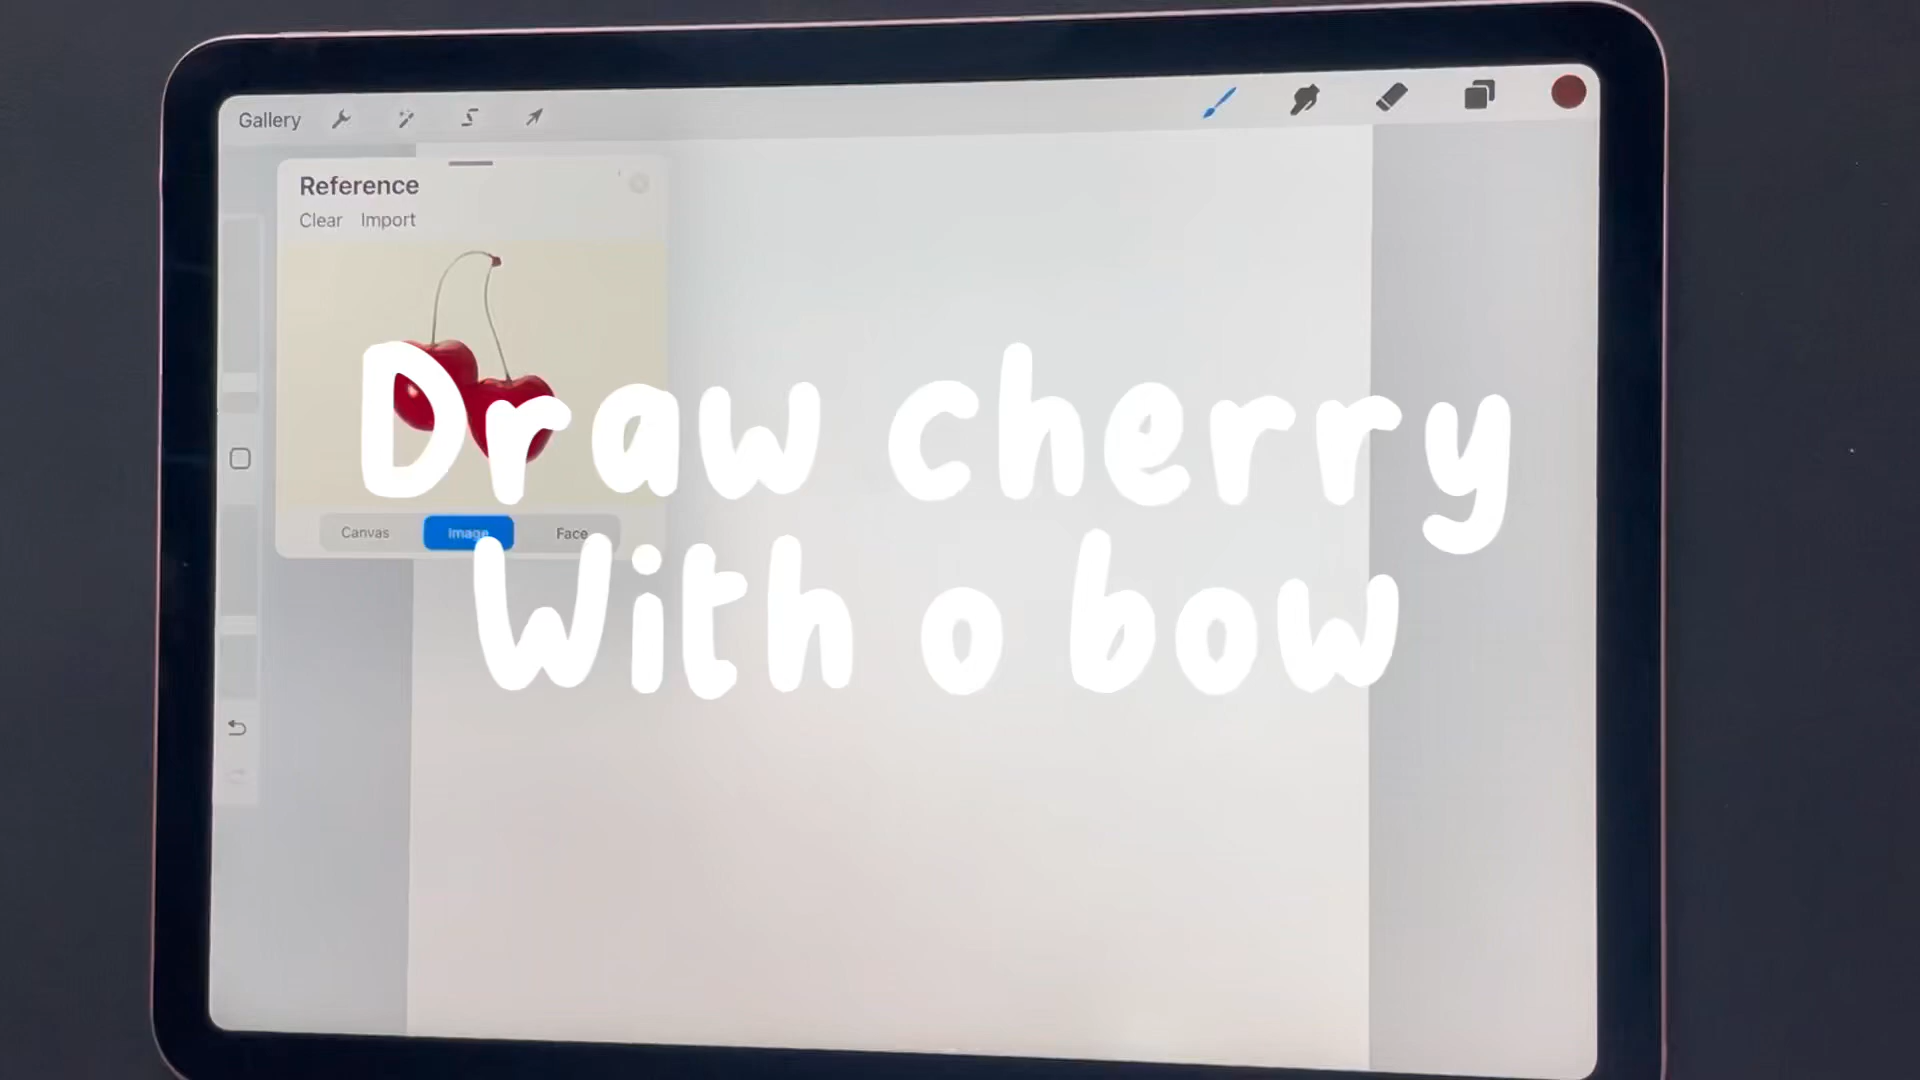 Gallery
Reference
Clear Import
Draw cherry
Canvas Image Face
With o bow